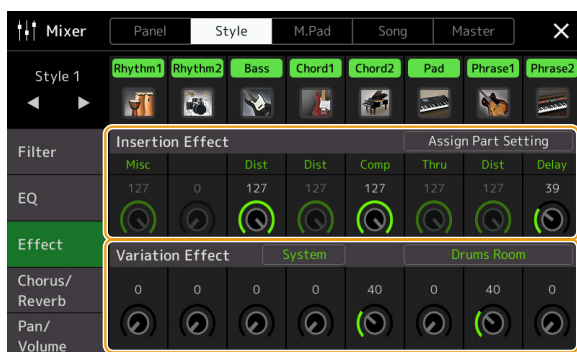 Mixer Panel Style M.Pad Song Master
Style 1
Rhythm1 Rhythm2 Bass Chord1 Chord2 Pad Phrase1 Phrase2
Filter
EQ
Effect
Chorus/
Reverb
Pan/
Volume
Insertion Effect Assign Part Setting
Misc Dist Dist Comp Thru Dist Delay
127 0 127 127 127 127 127 39
Variation Effect System Drums Room
0 0 0 0 40 0 40 0